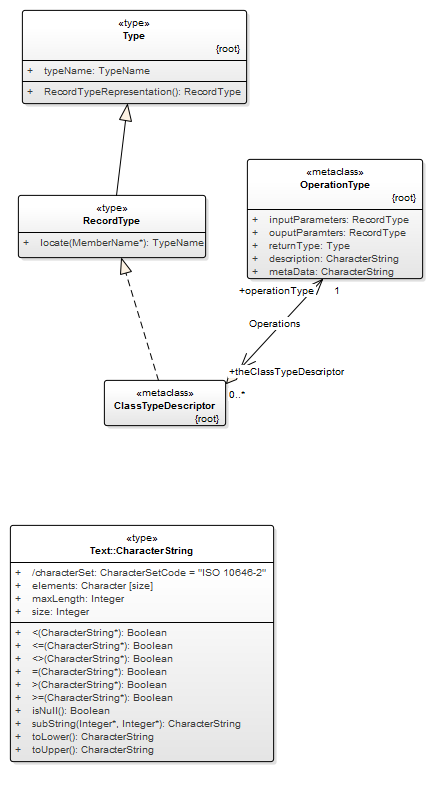 «type»
Type
{root}
+ typeName: TypeName
+ RecordTypeRepresentation(): RecordType
«type»
RecordType
+ locate(MemberName*): TypeName
«metaclass»
OperationType
{root}
+ inputParameters: RecordType
+ ouputParamters: RecordType
+ returnType: Type
+ description: CharacterString
+ metaData: CharacterString
+operationType 1
Operations
+theClassTypeDescriptor
0..*
«metaclass»
ClassTypeDescriptor
{root}
«type»
Text::CharacterString
+ /characterSet: CharacterSetCode = "ISO 10646-2"
+ elements: Character [size]
+ maxLength: Integer
+ size: Integer
+ <(CharacterString*): Boolean
+ <=(CharacterString*): Boolean
+ <>(CharacterString*): Boolean
+ =(CharacterString*): Boolean
+ >(CharacterString*): Boolean
+ >=(CharacterString*): Boolean
+ isNull(): Boolean
+ subString(Integer*, Integer*): CharacterString
+ toLower(): CharacterString
+ toUpper(): CharacterString